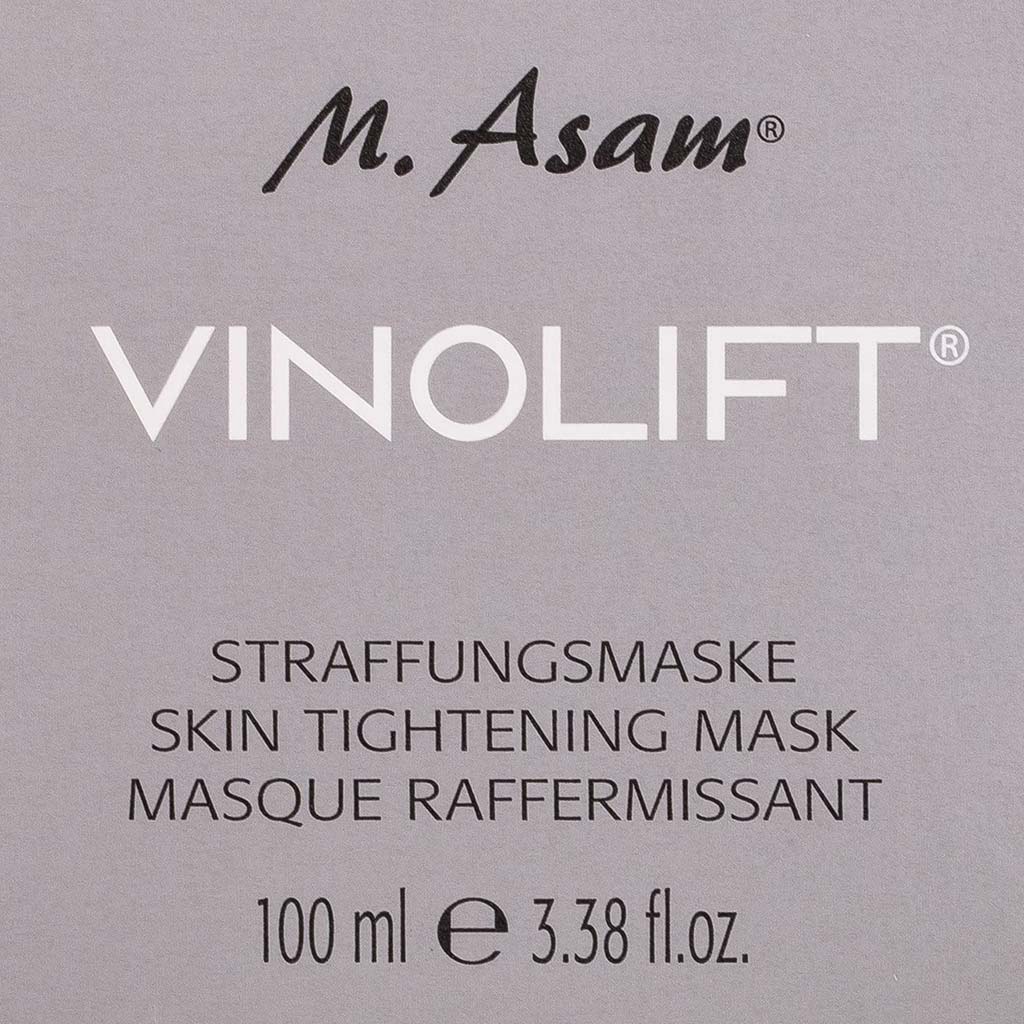 M. Asam®
VINOLIFT®
STRAFFUNGSMASKE
SKIN TIGHTENING MASK
MASQUE RAFFERMISSANT
100 ml ℮ 3.38 fl.oz.